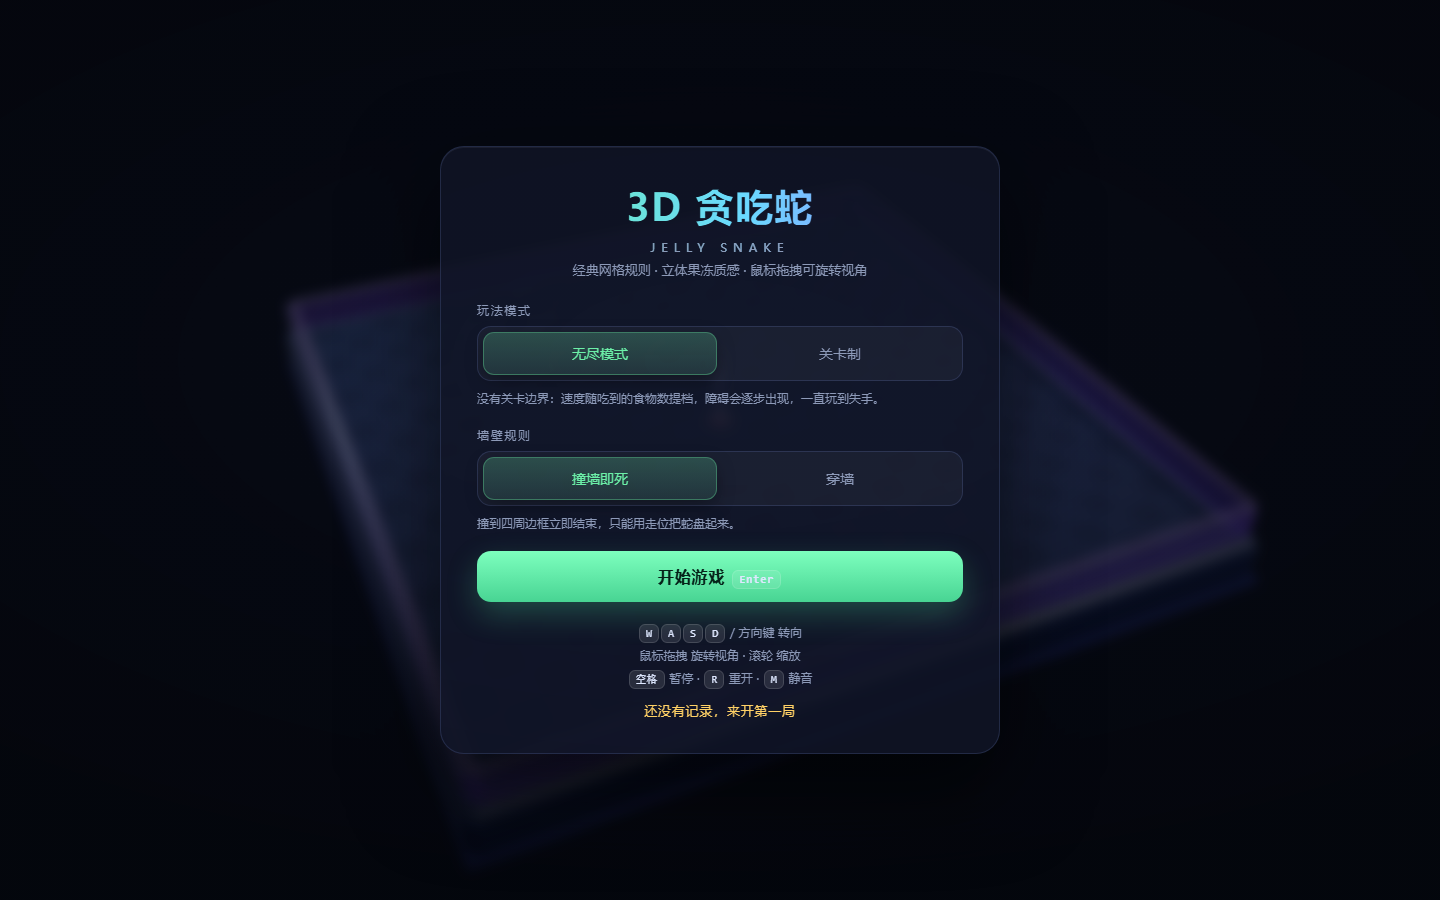 3D 贪吃蛇
JELLY SNAKE
经典网格规则 · 立体果冻质感 · 鼠标拖拽可旋转视角
玩法模式
无尽模式 关卡制
没有关卡边界：速度随吃到的食物数提档，障碍会逐步出现，一直玩到失手。
墙壁规则
撞墙即死 穿墙
撞到四周边框立即结束，只能用走位把蛇盘起来。
开始游戏 Enter
W A S D / 方向键 转向
鼠标拖拽 旋转视角 · 滚轮 缩放
空格 暂停 · R 重开 · M 静音
还没有记录，来开第一局